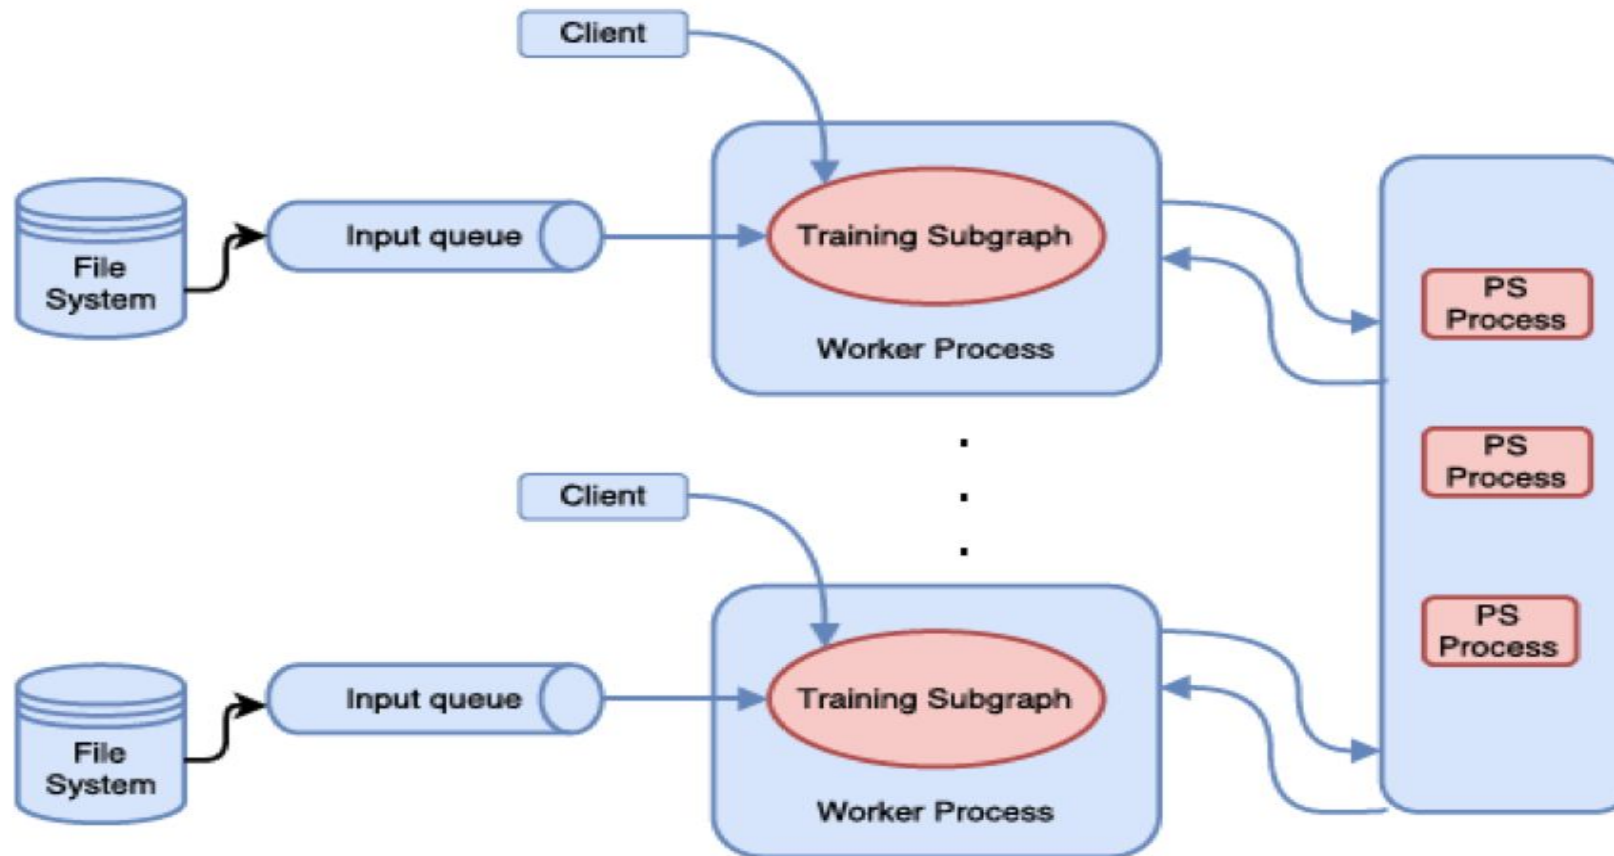 Client
File
System
Input queue
Training Subgraph
Worker Process
PS
Process
PS
Process
PS
Process
Client
File
System
Input queue
Training Subgraph
Worker Process